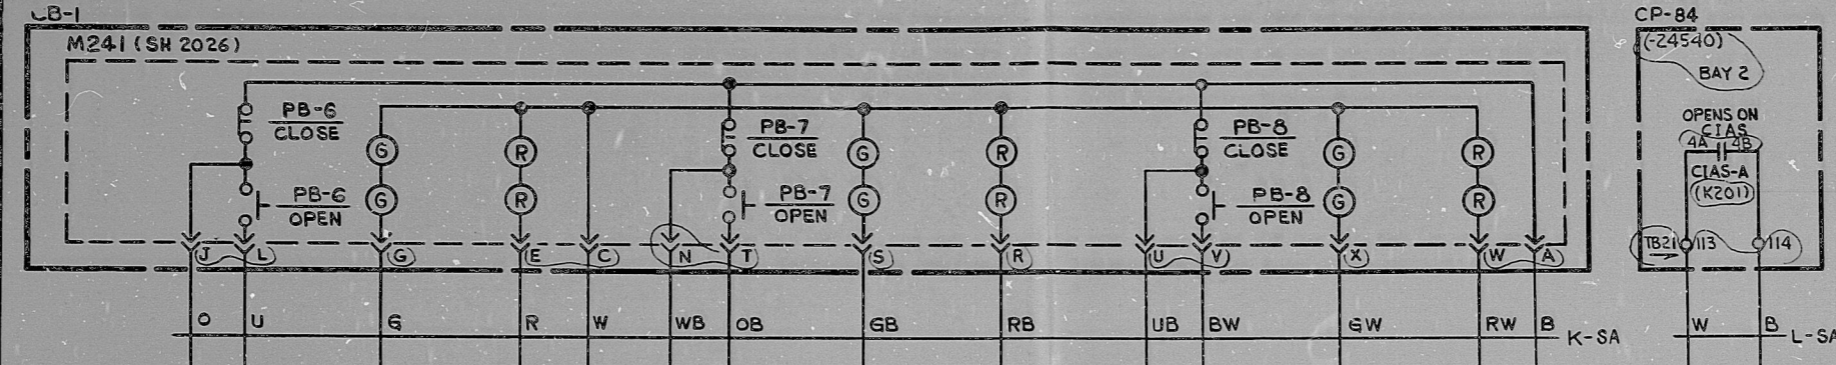 CB-1
M241 (SH 2026)
PB-6
CLOSE
PB-6
OPEN
G
G
R
R
PB-7
CLOSE
PB-7
OPEN
G
G
R
R
PB-8
CLOSE
PB-8
OPEN
G
G
R
R
J L G E C N T S R U V X W A
O U G R W WB OB GB RB UB BW GW RW B K-SA
CP-84
(-24540)
BAY 2
OPENS ON
CIAS
4A 4B
CIAS-A
(K201)
TB21 113 114
W B L-SA